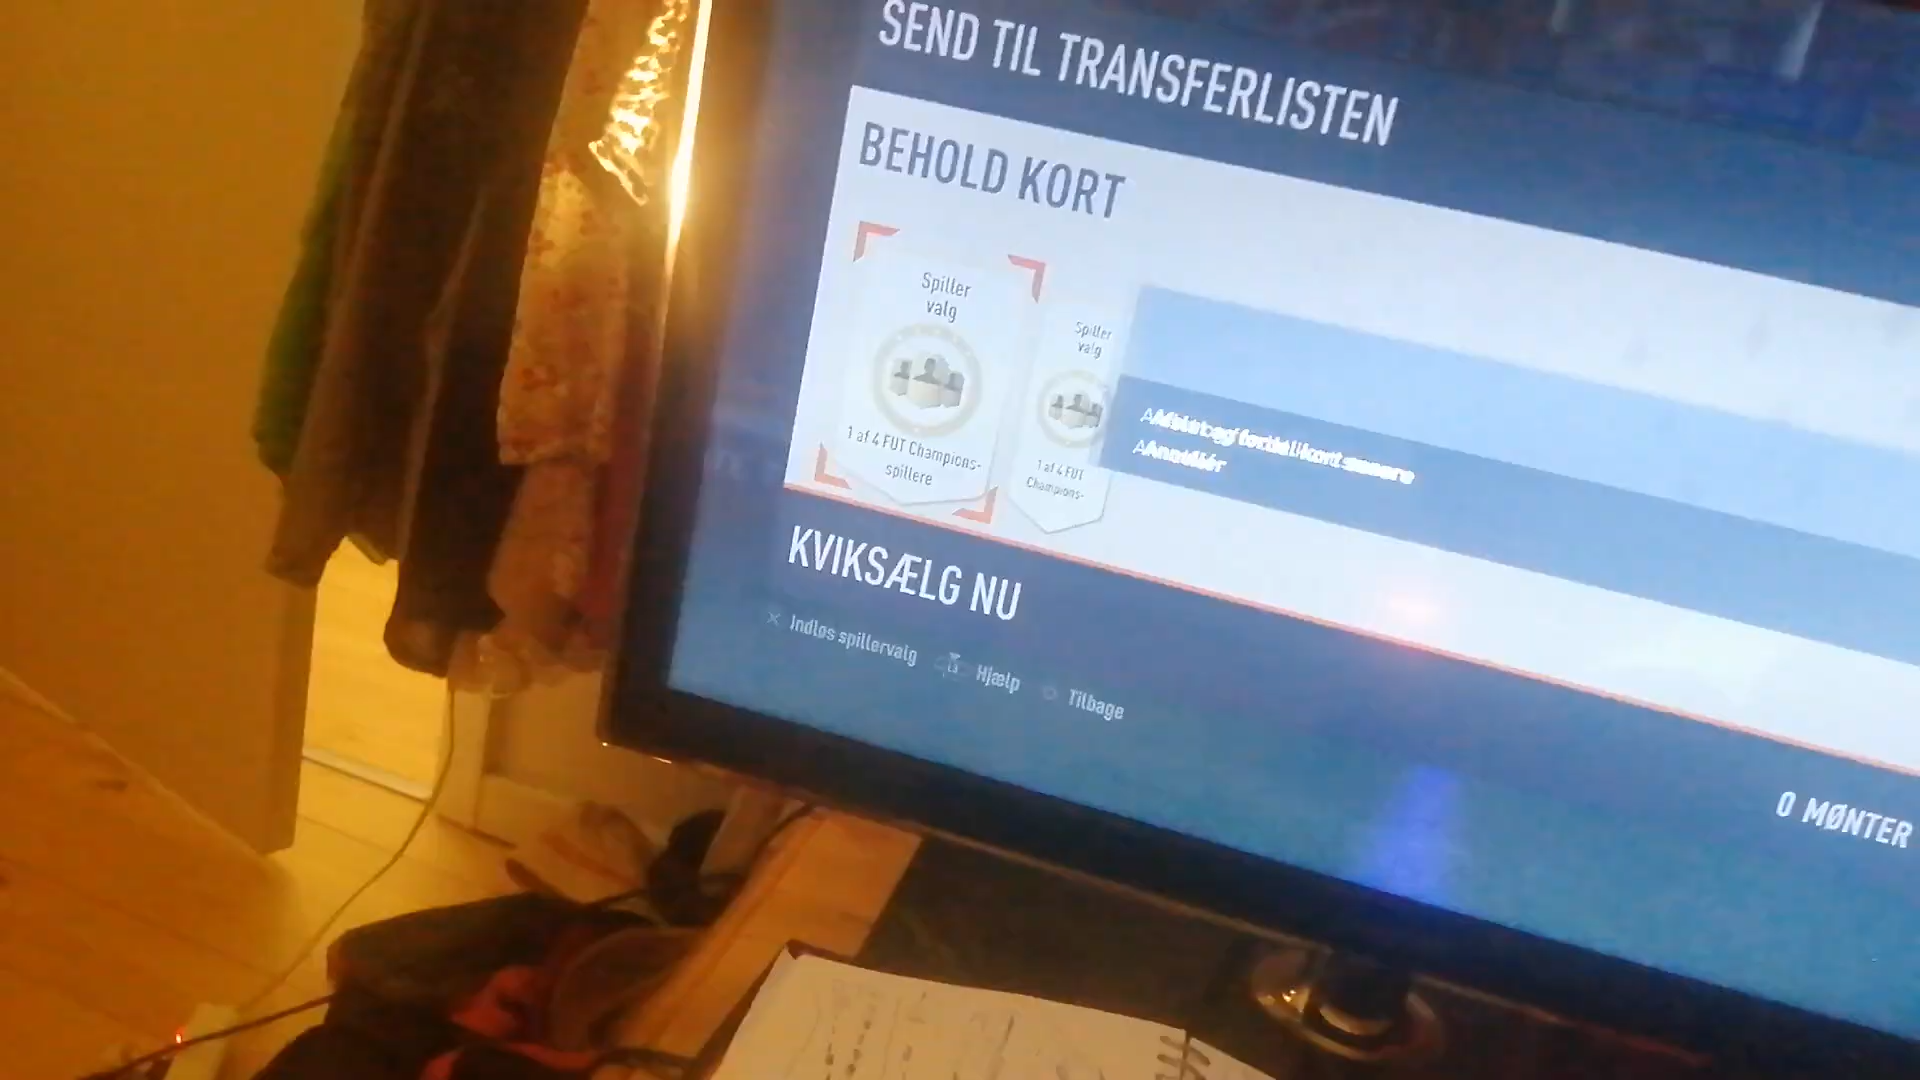 SEND TIL TRANSFERLISTEN
BEHOLD KORT
Spiller
valg
1 af 4 FUT Champions-
spillere
Spiller
valg
1 af 4 FUT
Champions-
KVIKSÆLG NU
Indløs spillervalg
Hjælp
Tilbage
0 MØNTER